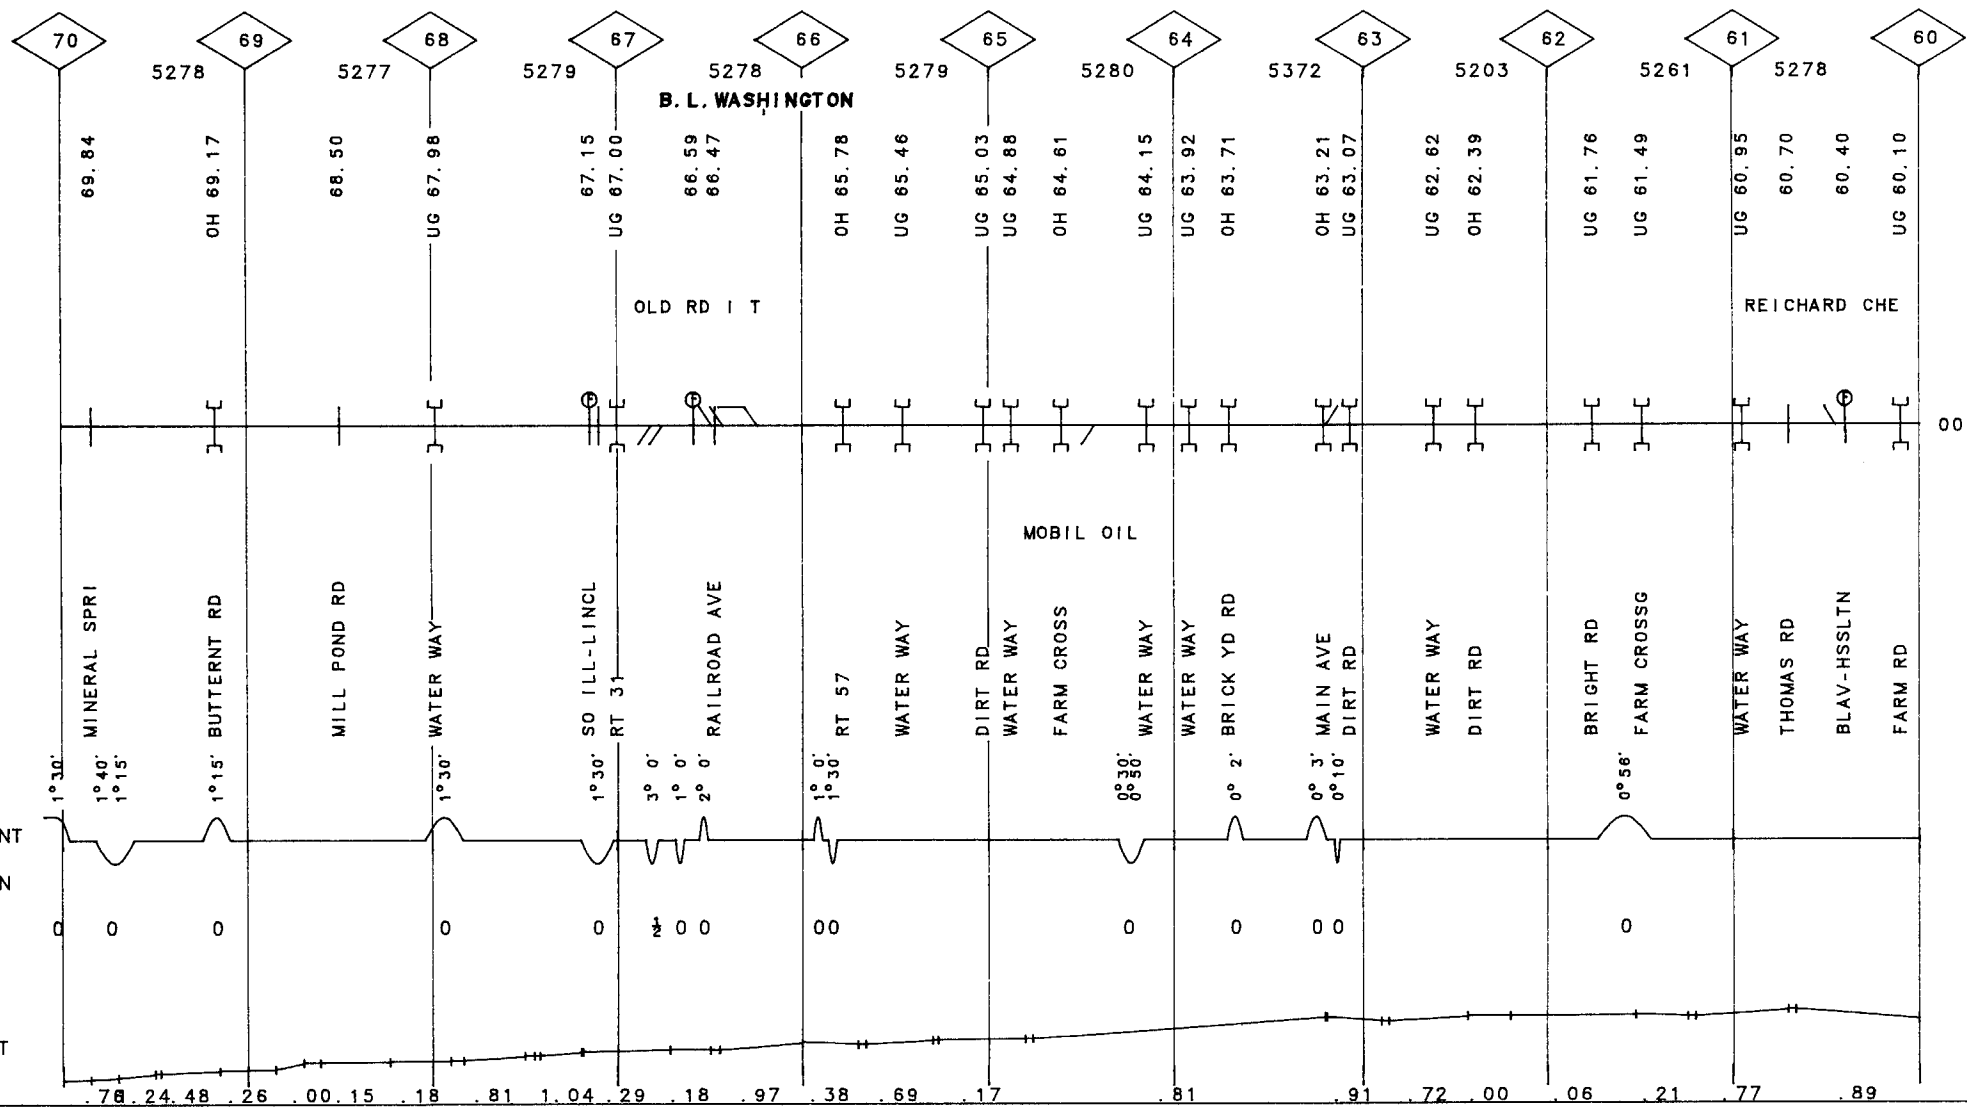 70 69 68 67 66 65 64 63 62 61 60
5278 5277 5279 5278 5279 5280 5372 5203 5261 5278
B. L. WASHINGTON
69.84
OH 69.17
68.50
UG 67.98
67.15
UG 67.00
66.59
66.47
OH 65.78
UG 65.46
UG 65.03
UG 64.88
OH 64.61
UG 64.15
UG 63.92
OH 63.71
OH 63.21
UG 63.07
UG 62.62
OH 62.39
UG 61.76
UG 61.49
UG 60.95
60.70
60.40
UG 60.10
OLD RD I T
REICHARD CHE
F F F
00
MOBIL OIL
MINERAL SPRI
BUTTERNT RD
MILL POND RD
WATER WAY
SO ILL-LINCL
RT 31
RAILROAD AVE
RT 57
WATER WAY
DIRT RD
WATER WAY
FARM CROSS
WATER WAY
WATER WAY
BRICK YD RD
MAIN AVE
DIRT RD
WATER WAY
DIRT RD
BRIGHT RD
FARM CROSSG
WATER WAY
THOMAS RD
BLAV-HSSLTN
FARM RD
1°30'
1°40'
1°15'
1°15'
1°30'
1°30'
3° 0'
1° 0'
2° 0'
1° 0'
1°30'
0°30'
0°50'
0° 2'
0° 3'
0°10'
0°56'
NT
N
0 0 0 0 0 ½ 0 0 00 0 0 0 0 0
T
.24 .48 .26 .00 .15 .18 .81 1.04 .29 .18 .97 .38 .69 .17 .81 .91 .72 .00 .06 .21 .77 .89